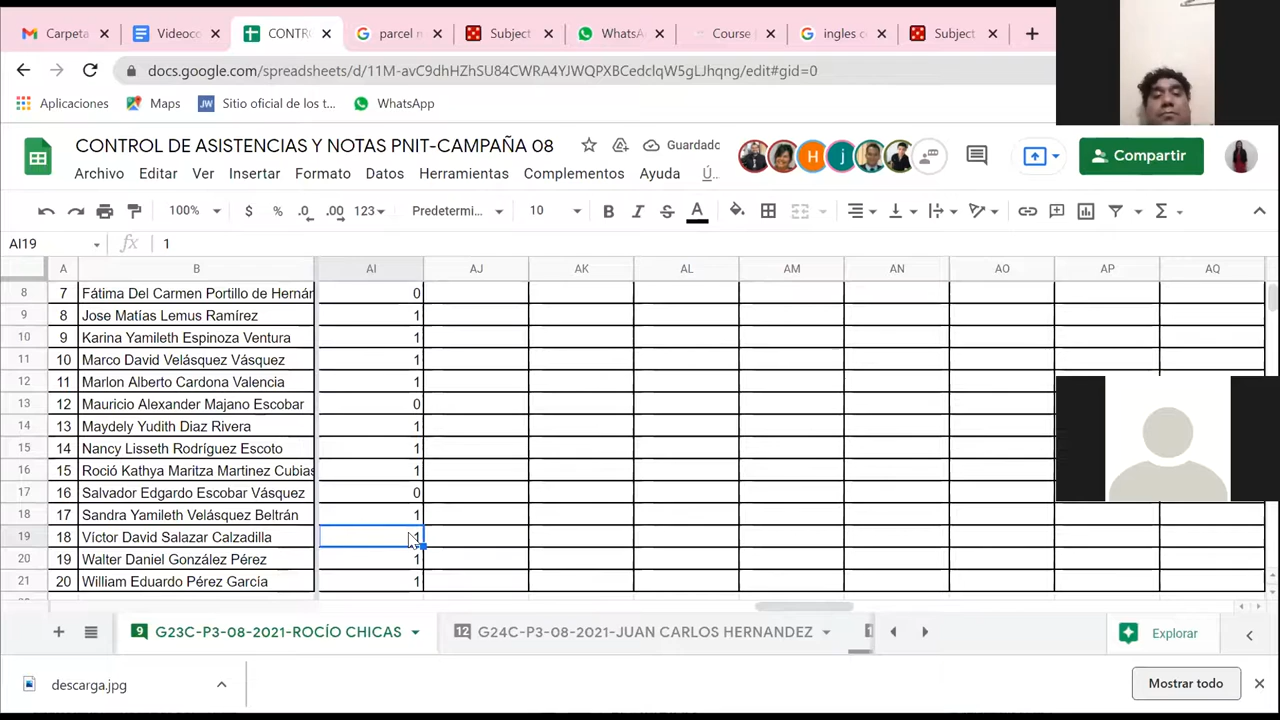 Carpeta
Videoco
CONTRO
parcel m
Subject
WhatsA
Course
ingles co
Subject
docs.google.com/spreadsheets/d/11M-avC9dhHZhSU84CWRA4YJWQPXBCedclqW5gLJhqng/edit#gid=0
Aplicaciones
Maps
JW
Sitio oficial de los t...
WhatsApp
CONTROL DE ASISTENCIAS Y NOTAS PNIT-CAMPAÑA 08
Guardado
H
j
Compartir
Archivo Editar Ver Insertar Formato Datos Herramientas Complementos Ayuda Ú...
100% $ % .0 .00 123 Predetermi... 10 B I S A Σ
AI19 fx 1
A B AI AJ AK AL AM AN AO AP AQ
8 7 Fátima Del Carmen Portillo de Hernár 0
9 8 Jose Matías Lemus Ramírez 1
10 9 Karina Yamileth Espinoza Ventura 1
11 10 Marco David Velásquez Vásquez 1
12 11 Marlon Alberto Cardona Valencia 1
13 12 Mauricio Alexander Majano Escobar 0
14 13 Maydely Yudith Diaz Rivera 1
15 14 Nancy Lisseth Rodríguez Escoto 1
16 15 Roció Kathya Maritza Martinez Cubias 1
17 16 Salvador Edgardo Escobar Vásquez 0
18 17 Sandra Yamileth Velásquez Beltrán 1
19 18 Víctor David Salazar Calzadilla 1
20 19 Walter Daniel González Pérez 1
21 20 William Eduardo Pérez García 1
9 G23C-P3-08-2021-ROCÍO CHICAS
12 G24C-P3-08-2021-JUAN CARLOS HERNANDEZ
Explorar
descarga.jpg
Mostrar todo